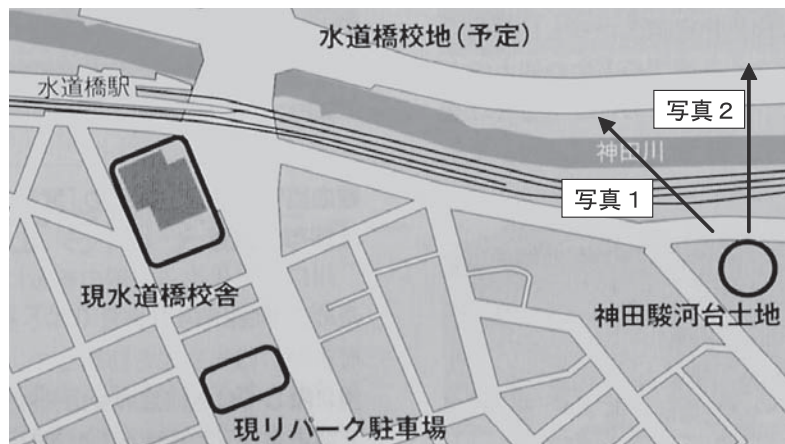 水道橋校地(予定)
水道橋駅
写真2
神田川
写真1
現水道橋校舎
神田駿河台土地
現リパーク駐車場